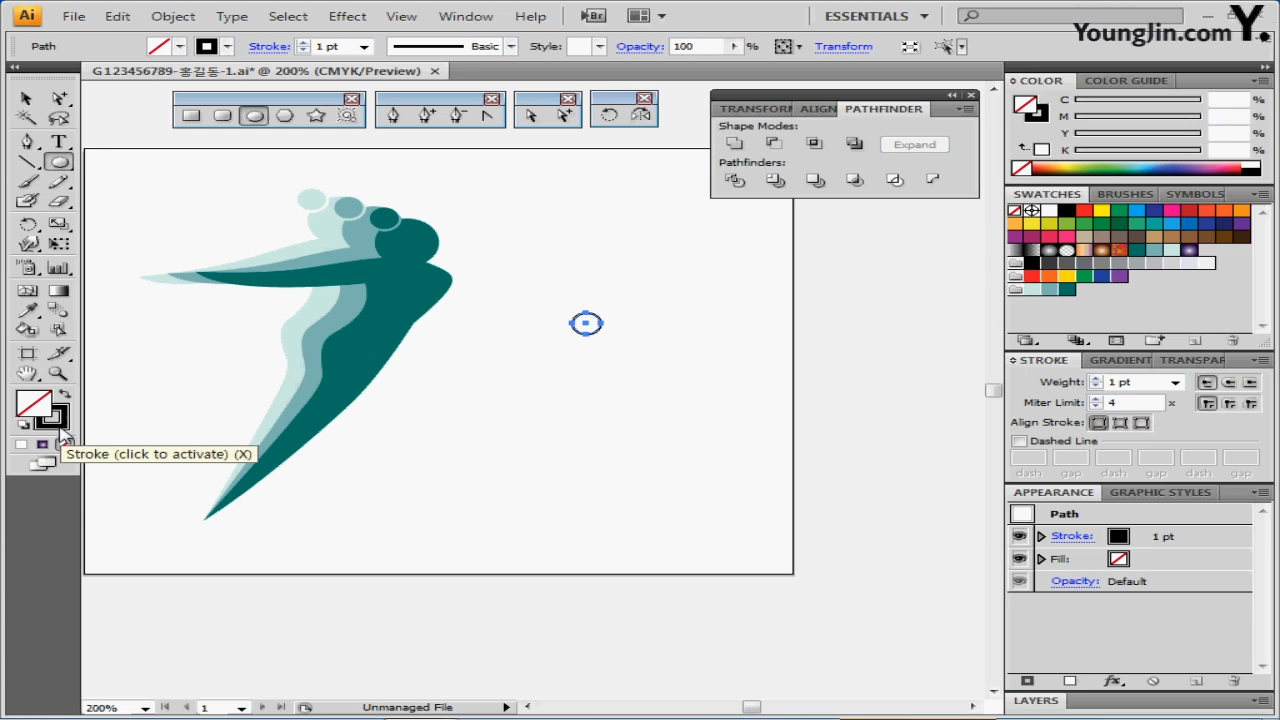 Ai File Edit Object Type Select Effect View Window Help Br ESSENTIALS
YoungJin.com Y.
Path Stroke: 1 pt Basic Style: Opacity: 100 % Transform
G123456789-홍길동-1.ai* @ 200% (CMYK/Preview) ×
COLOR COLOR GUIDE
C %
M %
Y %
K %
TRANSFORM ALIGN PATHFINDER
Shape Modes:
Expand
Pathfinders:
SWATCHES BRUSHES SYMBOLS
STROKE GRADIENT TRANSPAR
Weight: 1 pt
Miter Limit: 4 x
Align Stroke:
Dashed Line
dash gap dash gap dash gap
Stroke (click to activate) (X)
APPEARANCE GRAPHIC STYLES
Path
Stroke: 1 pt
Fill:
Opacity: Default
fx
LAYERS
200% 1 Unmanaged File